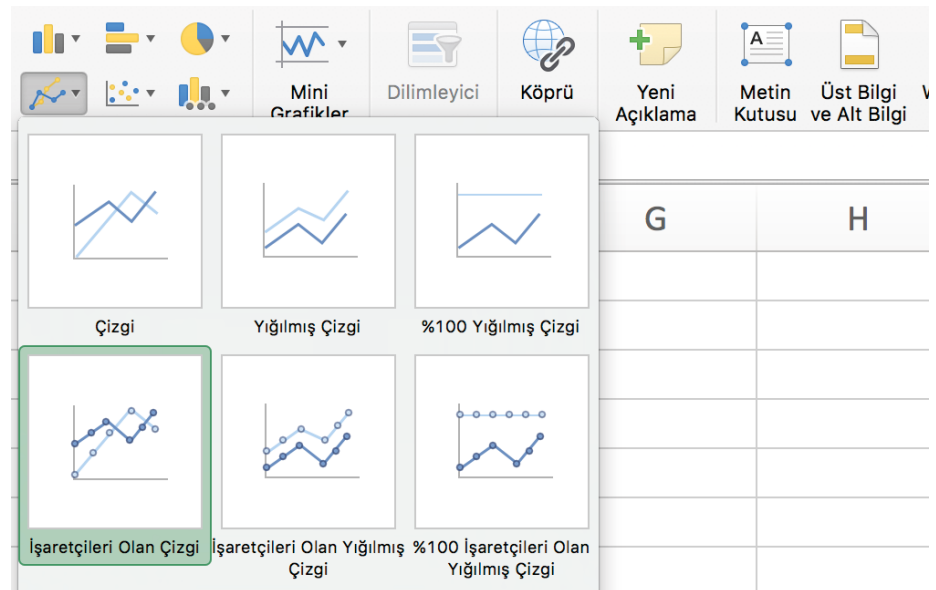 Mini
Grafikler
Dilimleyici
Köprü
Yeni
Açıklama
A
Metin
Kutusu
Üst Bilgi
ve Alt Bilgi
G
H
Çizgi
Yığılmış Çizgi
%100 Yığılmış Çizgi
İşaretçileri Olan Çizgi
İşaretçileri Olan Yığılmış
Çizgi
%100 İşaretçileri Olan
Yığılmış Çizgi